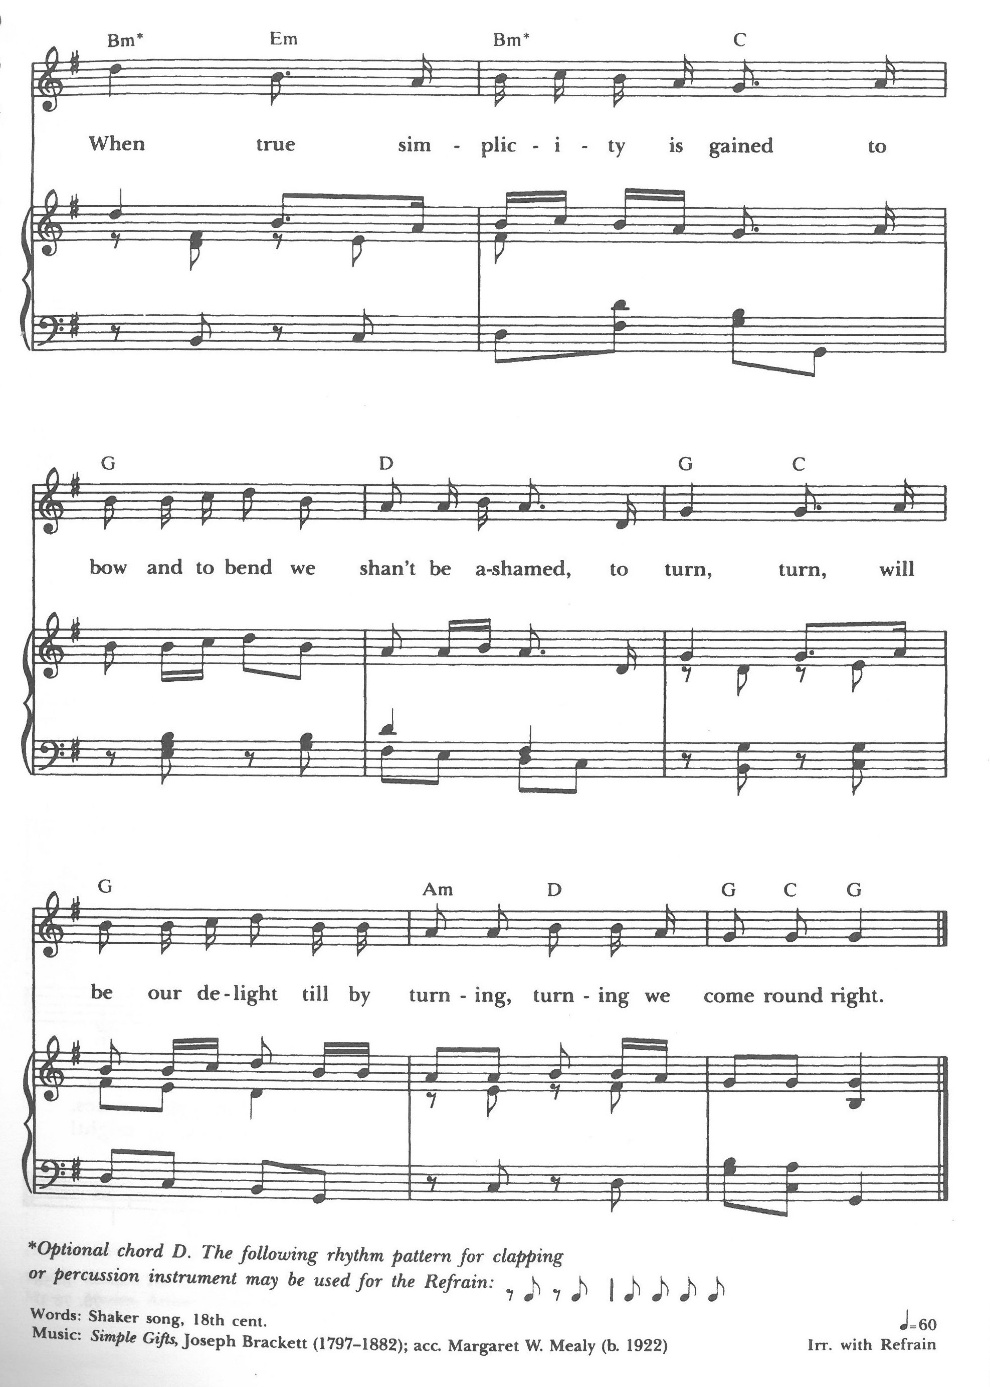 Bm* Em Bm* C
When true sim - plic - i - ty is gained to
G D G C
bow and to bend we shan't be a-shamed, to turn, turn, will
G Am D G C G
be our de-light till by turn - ing, turn - ing we come round right.
*Optional chord D. The following rhythm pattern for clapping
or percussion instrument may be used for the Refrain:
Words: Shaker song, 18th cent.
Music: Simple Gifts, Joseph Brackett (1797–1882); acc. Margaret W. Mealy (b. 1922)
♩=60
Irr. with Refrain